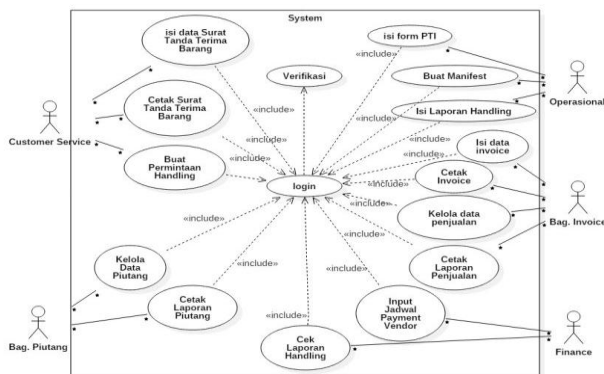 System
isi data Surat
Tanda Terima
Barang
isi form PTI
«include»
«include»
Verifikasi
Buat Manifest
Operasional
«include»
«include»
Cetak Surat
Tanda Terima
Barang
Isi Laporan Handling
Customer Service
«include»
«include»
Isi data
invoice
Buat
Permintaan
Handling
«include»
«include»
Cetak
Invoice
login
«include»
Kelola data
penjualan
Bag. Invoice
«include»
«include»
Kelola
Data
Piutang
«include»
«include»
Cetak
Laporan
Penjualan
Cetak
Laporan
Piutang
Input
Jadwal
Payment
Vendor
«include»
Bag. Piutang
Cek
Laporan
Handling
Finance